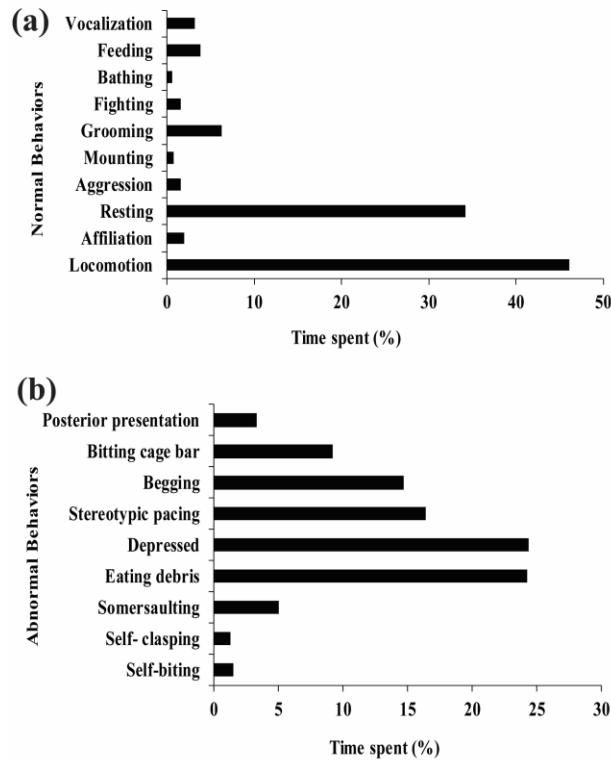 (a)
Normal Behaviors
Vocalization
Feeding
Bathing
Fighting
Grooming
Mounting
Aggression
Resting
Affiliation
Locomotion
0 10 20 30 40 50
Time spent (%)
(b)
Abnormal Behaviors
Posterior presentation
Bitting cage bar
Begging
Stereotypic pacing
Depressed
Eating debris
Somersaulting
Self- clasping
Self-biting
0 5 10 15 20 25 30
Time spent (%)